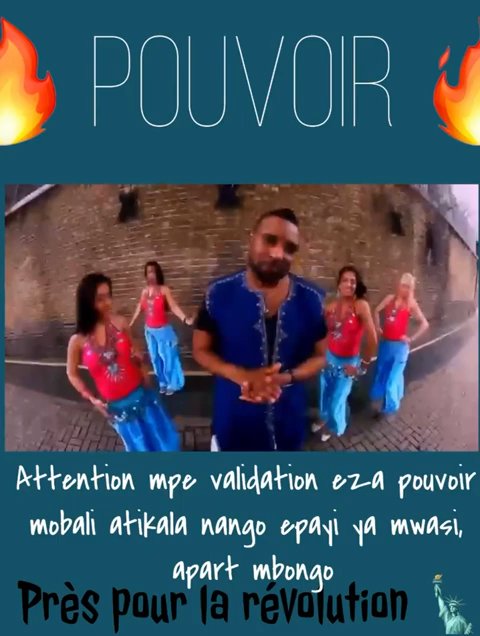 POUVOIR
Attention mpe validation eza pouvoir
mobali atikala nango epayi ya mwasi,
apart mbongo
Près pour la révolution